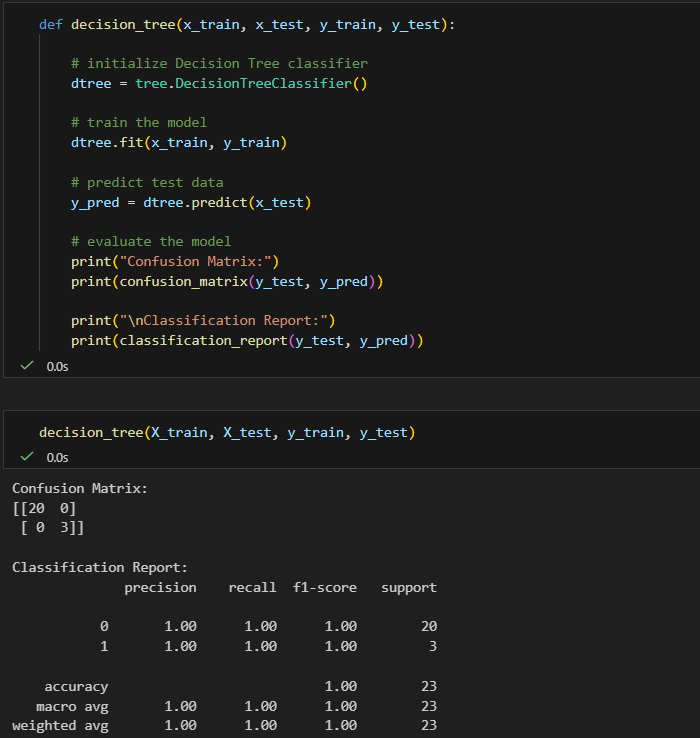 def decision_tree(x_train, x_test, y_train, y_test):
# initialize Decision Tree classifier
dtree = tree.DecisionTreeClassifier()
# train the model
dtree.fit(x_train, y_train)
# predict test data
y_pred = dtree.predict(x_test)
# evaluate the model
print("Confusion Matrix:")
print(confusion_matrix(y_test, y_pred))
print("\nClassification Report:")
print(classification_report(y_test, y_pred))
0.0s
decision_tree(X_train, X_test, y_train, y_test)
0.0s
Confusion Matrix:
[[20  0]
 [ 0  3]]
Classification Report:
precision recall f1-score support
0 1.00 1.00 1.00 20
1 1.00 1.00 1.00 3
accuracy 1.00 23
macro avg 1.00 1.00 1.00 23
weighted avg 1.00 1.00 1.00 23